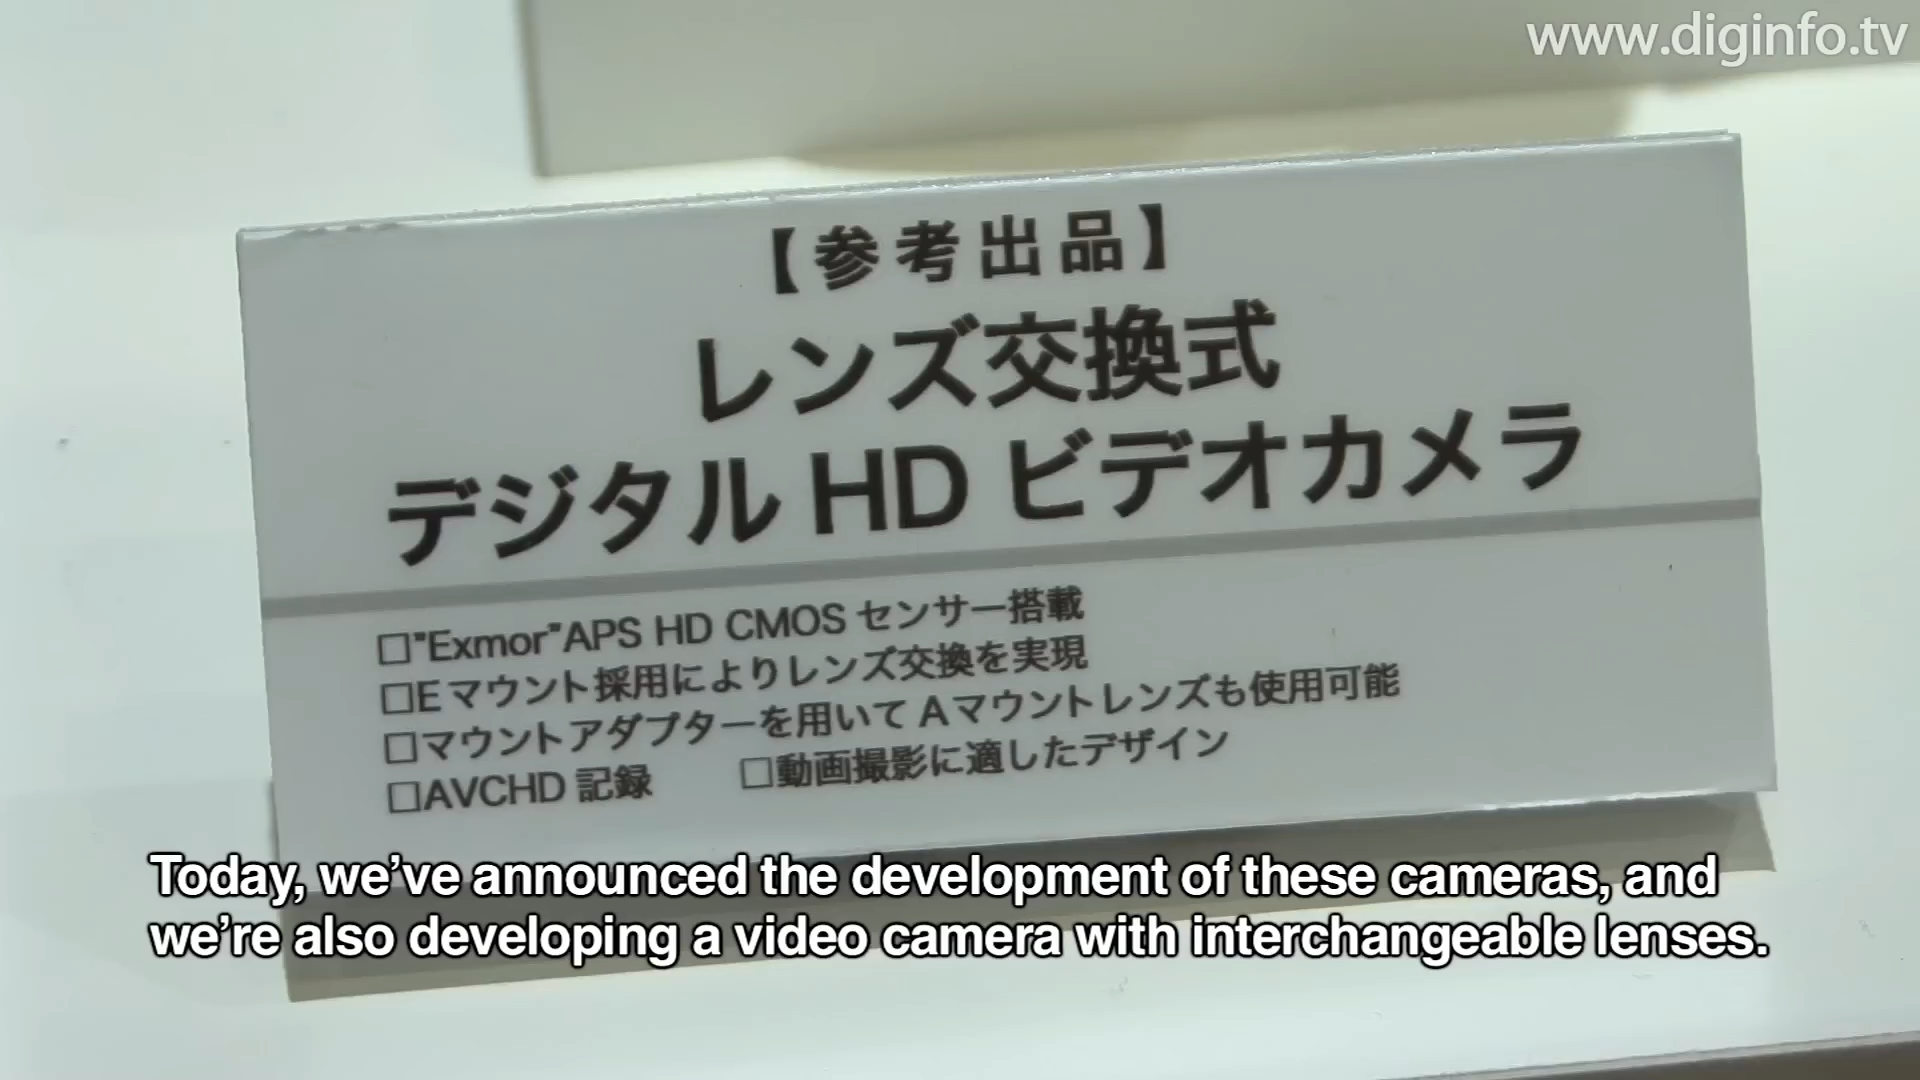 www.diginfo.tv
【参考出品】
レンズ交換式
デジタル HD ビデオカメラ
□"Exmor"APS HD CMOS センサー搭載
□Eマウント採用によりレンズ交換を実現
□マウントアダプターを用いて Aマウントレンズも使用可能
□AVCHD 記録 □動画撮影に適したデザイン
Today, we’ve announced the development of these cameras, and
we’re also developing a video camera with interchangeable lenses.